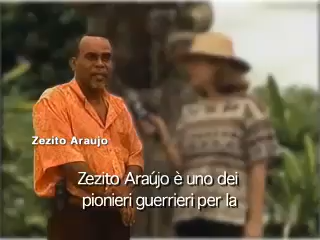 Zezito Araujo
Zezito Araújo è uno dei
pionieri guerrieri per la